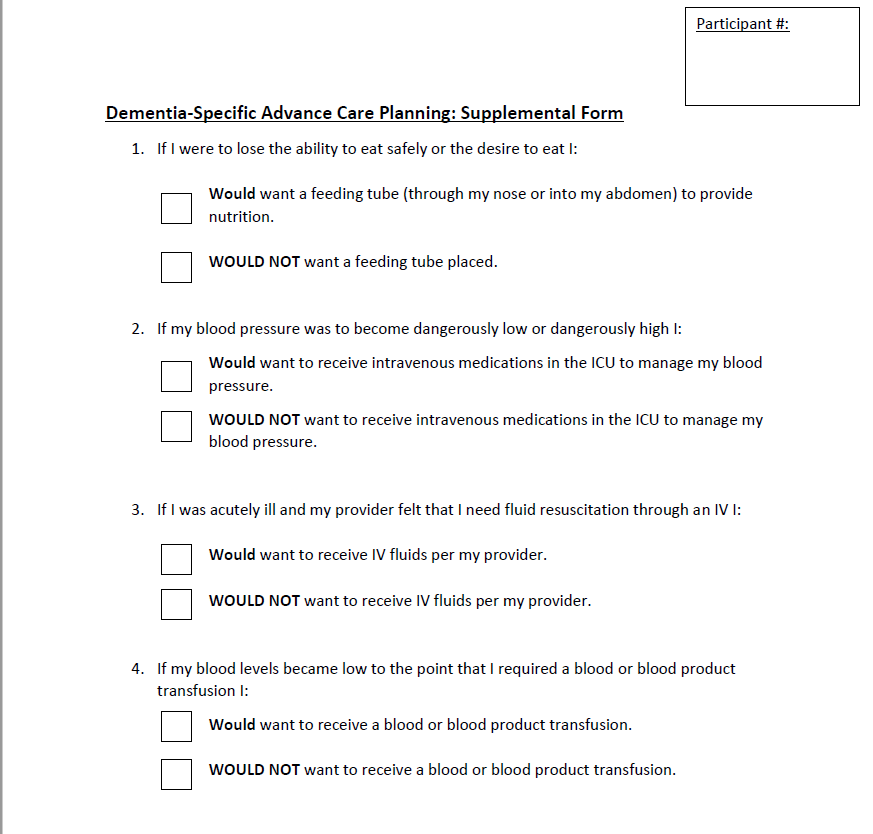 Participant #:
Dementia-Specific Advance Care Planning: Supplemental Form
1. If I were to lose the ability to eat safely or the desire to eat I:
Would want a feeding tube (through my nose or into my abdomen) to provide
nutrition.
WOULD NOT want a feeding tube placed.
2. If my blood pressure was to become dangerously low or dangerously high I:
Would want to receive intravenous medications in the ICU to manage my blood
pressure.
WOULD NOT want to receive intravenous medications in the ICU to manage my
blood pressure.
3. If I was acutely ill and my provider felt that I need fluid resuscitation through an IV I:
Would want to receive IV fluids per my provider.
WOULD NOT want to receive IV fluids per my provider.
4. If my blood levels became low to the point that I required a blood or blood product
transfusion I:
Would want to receive a blood or blood product transfusion.
WOULD NOT want to receive a blood or blood product transfusion.